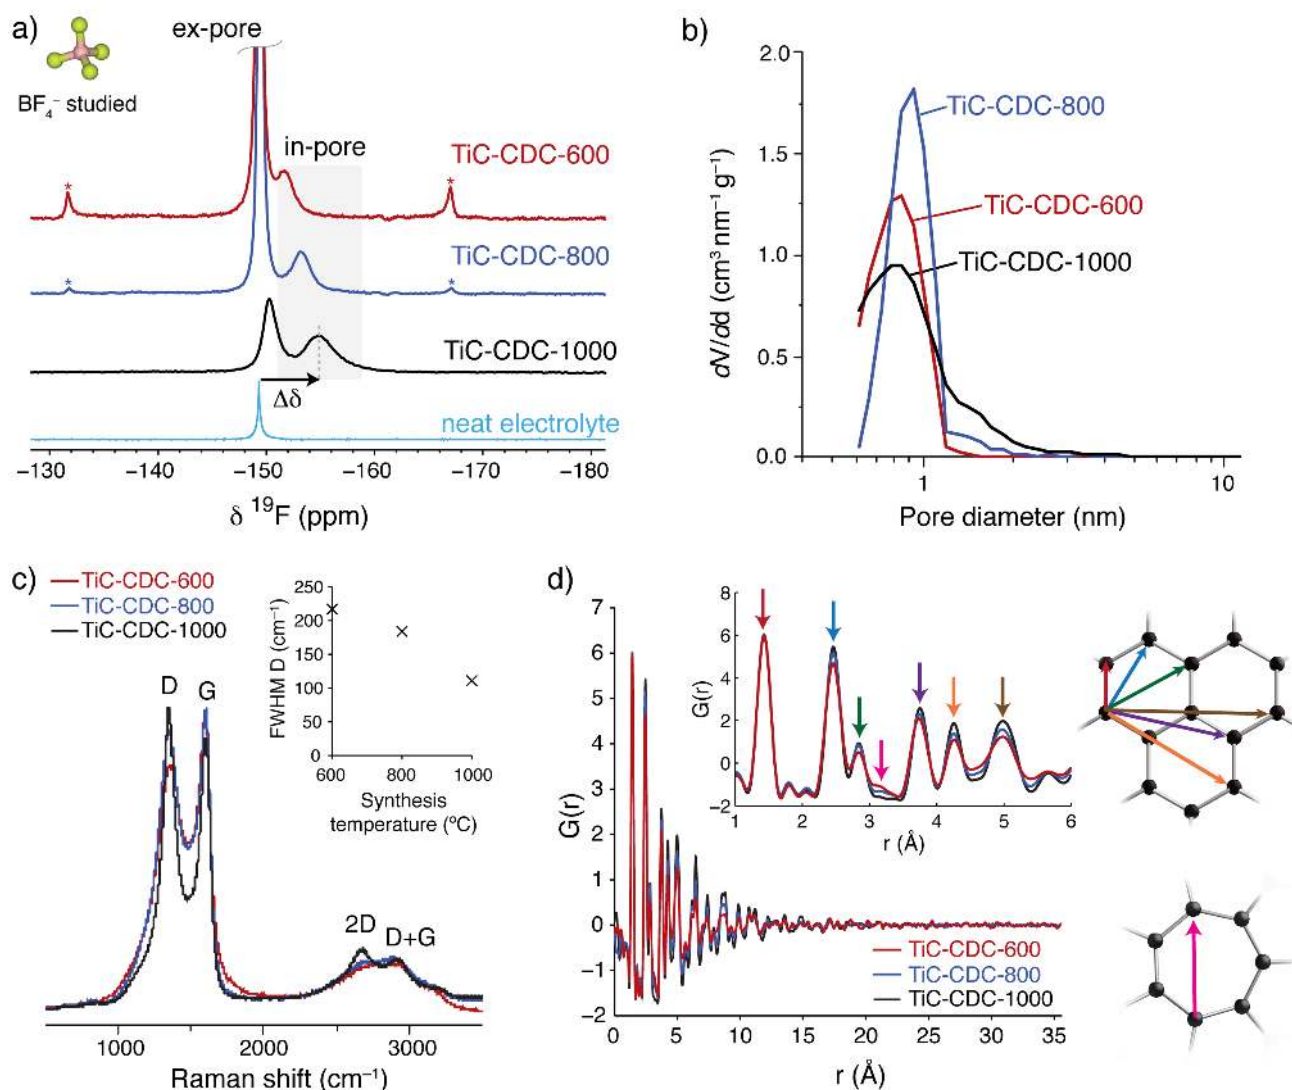 a)
ex-pore
BF₄⁻ studied
in-pore
TiC-CDC-600
* *
TiC-CDC-800
* *
TiC-CDC-1000
Δδ
neat electrolyte
−130 −140 −150 −160 −170 −180
δ ¹⁹F (ppm)
b)
2.0
1.5
1.0
0.5
0.0
dV/dd (cm³ nm⁻¹ g⁻¹)
TiC-CDC-800
TiC-CDC-600
TiC-CDC-1000
1 10
Pore diameter (nm)
c)
TiC-CDC-600
TiC-CDC-800
TiC-CDC-1000
D
G
2D
D+G
1000 2000 3000
Raman shift (cm⁻¹)
FWHM D (cm⁻¹)
250
200
150
100
50
0
600 800 1000
Synthesis
temperature (ºC)
d)
7
6
5
4
3
2
1
0
−1
−2
G(r)
0 5 10 15 20 25 30 35
r (Å)
TiC-CDC-600
TiC-CDC-800
TiC-CDC-1000
G(r)
8
6
4
2
0
−2
1 2 3 4 5 6
r (Å)